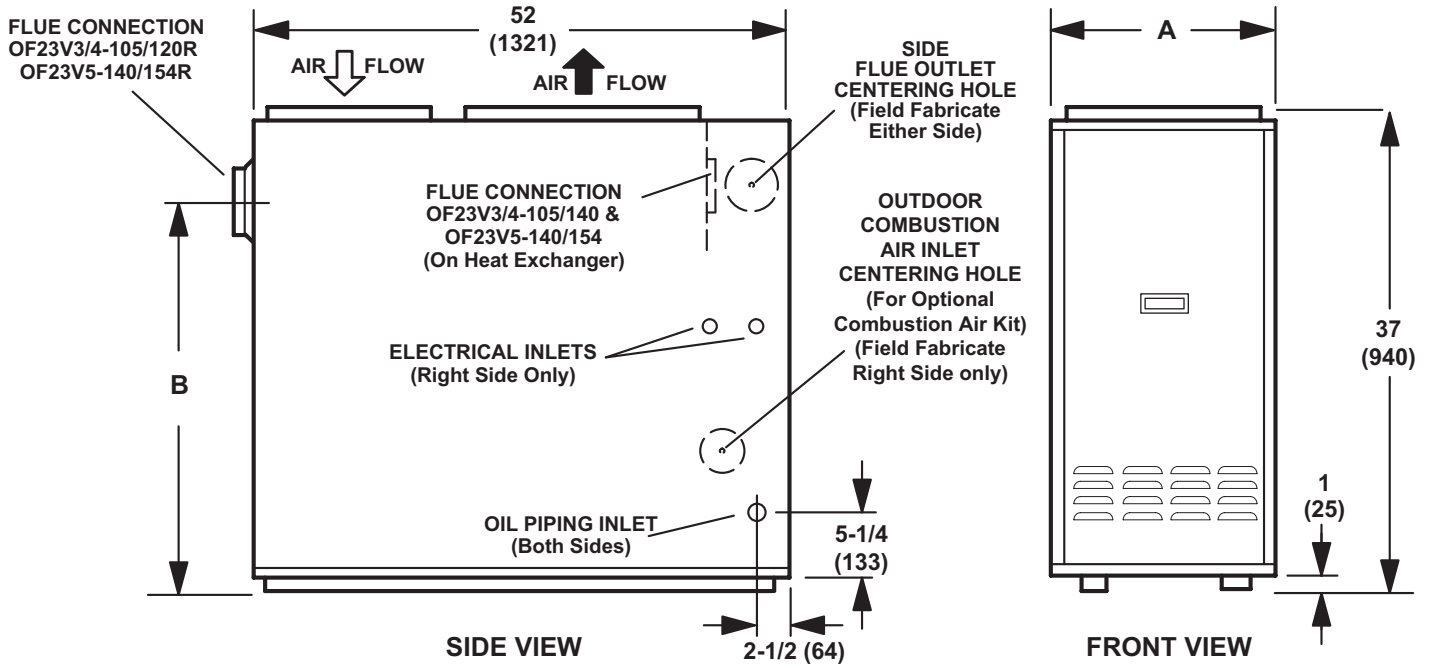 FLUE CONNECTION
OF23V3/4-105/120R
OF23V5-140/154R
52
(1321)
AIR FLOW
AIR FLOW
SIDE
FLUE OUTLET
CENTERING HOLE
(Field Fabricate
Either Side)
A
FLUE CONNECTION
OF23V3/4-105/140 &
OF23V5-140/154
(On Heat Exchanger)
OUTDOOR
COMBUSTION
AIR INLET
CENTERING HOLE
(For Optional
Combustion Air Kit)
(Field Fabricate
Right Side only)
37
(940)
ELECTRICAL INLETS
(Right Side Only)
B
1
(25)
OIL PIPING INLET
(Both Sides)
5-1/4
(133)
2-1/2 (64)
SIDE VIEW
FRONT VIEW